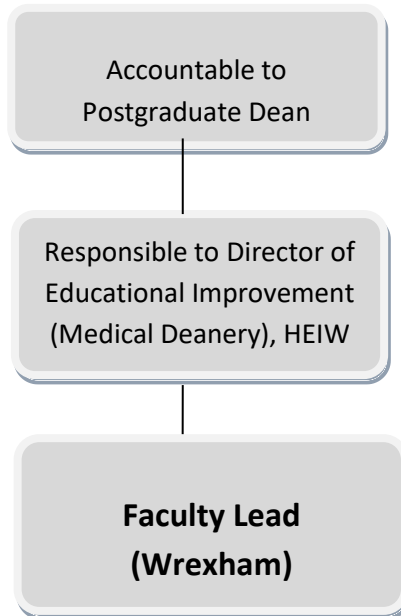 Accountable to
Postgraduate Dean
Responsible to Director of
Educational Improvement
(Medical Deanery), HEIW
Faculty Lead
(Wrexham)